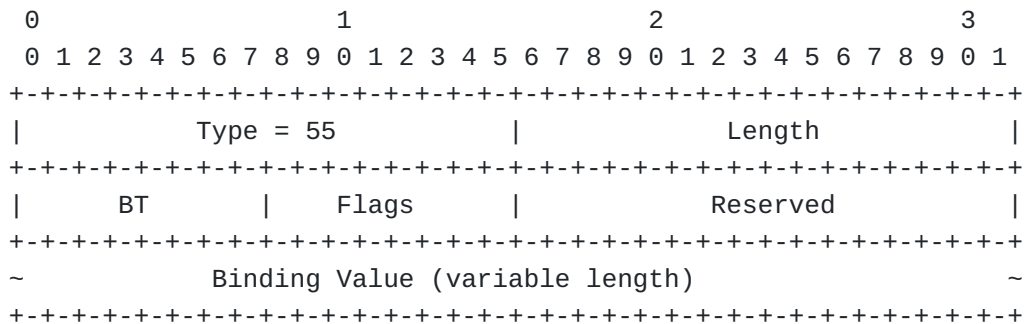 0                   1                   2                   3
 0 1 2 3 4 5 6 7 8 9 0 1 2 3 4 5 6 7 8 9 0 1 2 3 4 5 6 7 8 9 0 1
+-+-+-+-+-+-+-+-+-+-+-+-+-+-+-+-+-+-+-+-+-+-+-+-+-+-+-+-+-+-+-+-+
|           Type = 55           |             Length            |
+-+-+-+-+-+-+-+-+-+-+-+-+-+-+-+-+-+-+-+-+-+-+-+-+-+-+-+-+-+-+-+-+
|      BT       |    Flags      |            Reserved           |
+-+-+-+-+-+-+-+-+-+-+-+-+-+-+-+-+-+-+-+-+-+-+-+-+-+-+-+-+-+-+-+-+
~            Binding Value (variable length)                    ~
+-+-+-+-+-+-+-+-+-+-+-+-+-+-+-+-+-+-+-+-+-+-+-+-+-+-+-+-+-+-+-+-+